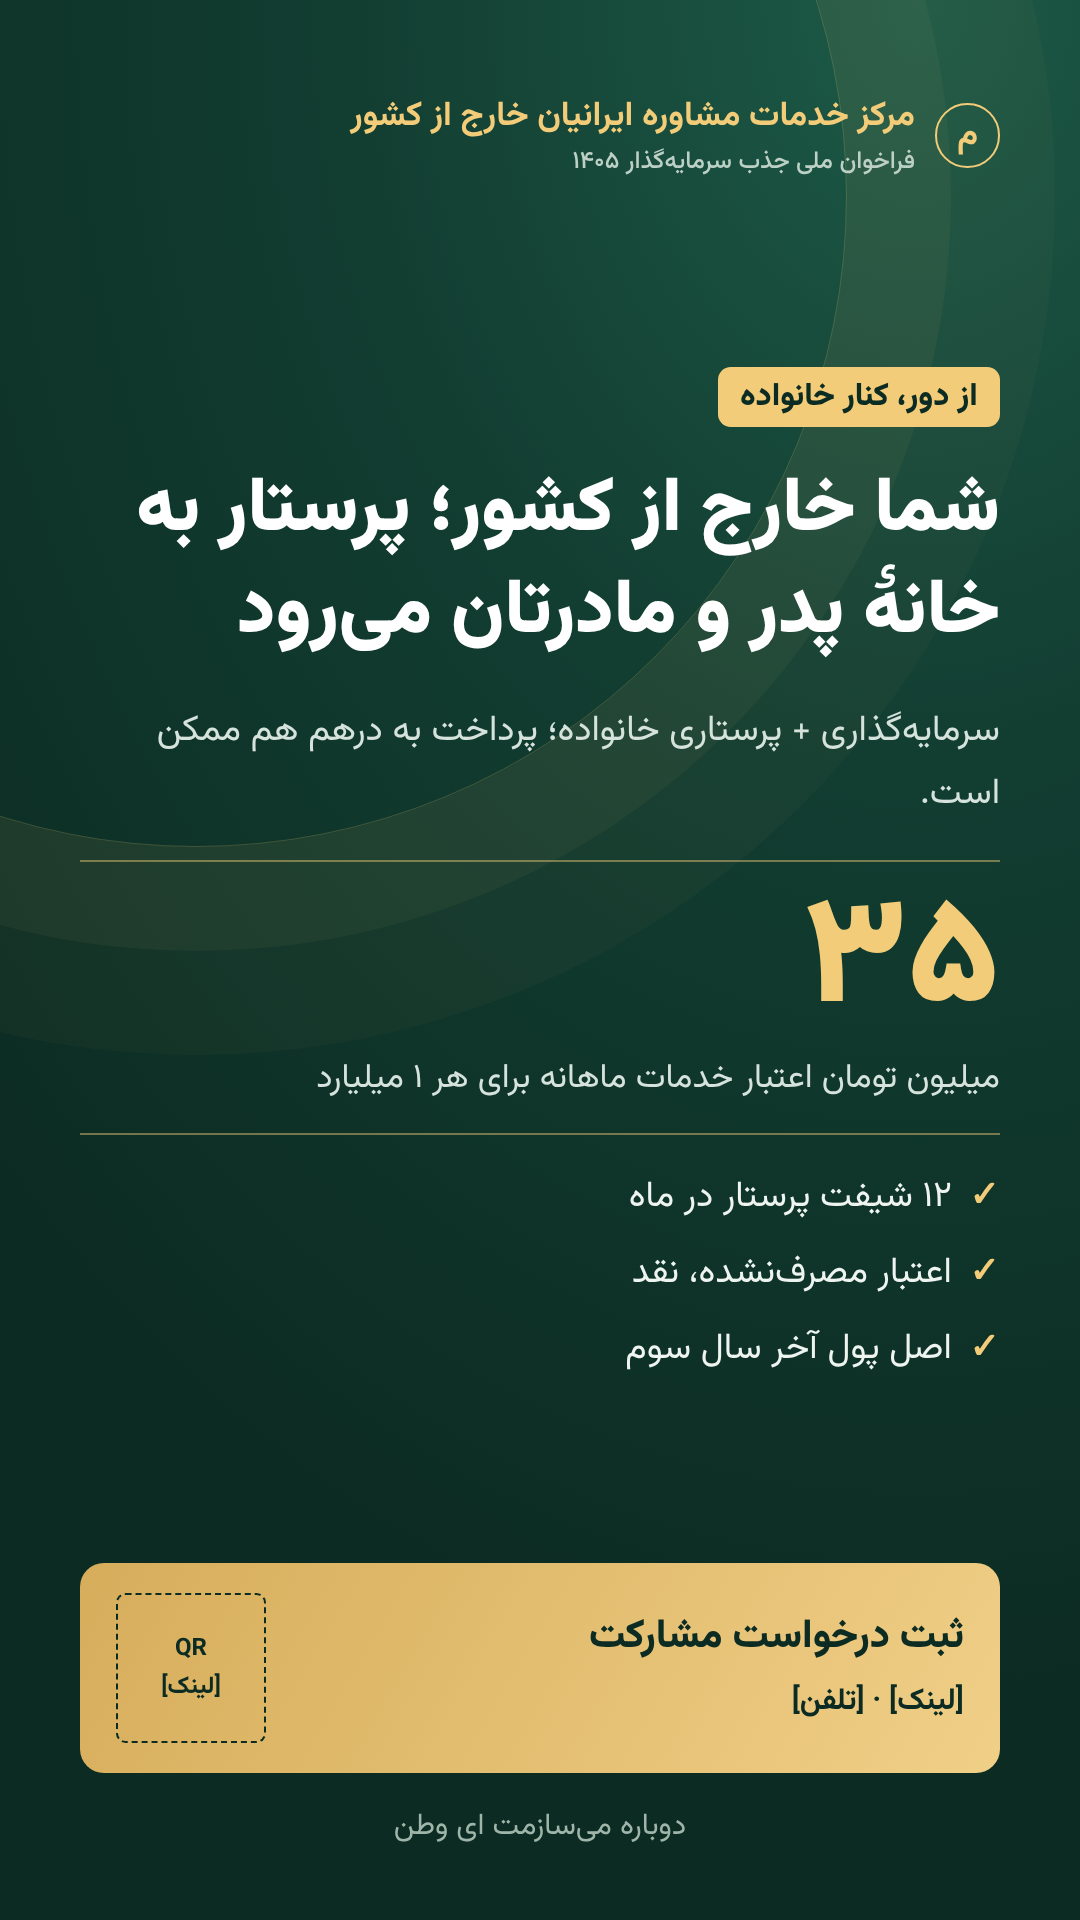 م
مرکز خدمات مشاوره ایرانیان خارج از کشور
فراخوان ملی جذب سرمایه‌گذار ۱۴۰۵
از دور، کنار خانواده
شما خارج از کشور؛ پرستار به
خانهٔ پدر و مادرتان می‌رود
سرمایه‌گذاری + پرستاری خانواده؛ پرداخت به درهم هم ممکن
است.
۳۵
میلیون تومان اعتبار خدمات ماهانه برای هر ۱ میلیارد
✓ ۱۲ شیفت پرستار در ماه
✓ اعتبار مصرف‌نشده، نقد
✓ اصل پول آخر سال سوم
ثبت درخواست مشارکت
[لینک] · [تلفن]
QR
[لینک]
دوباره می‌سازمت ای وطن